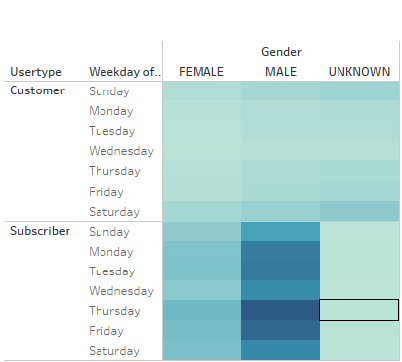 Gender
Usertype Weekday of.. FEMALE MALE UNKNOWN
Customer Sunday
Monday
Tuesday
Wednesday
Thursday
Friday
Saturday
Subscriber Sunday
Monday
Tuesday
Wednesday
Thursday
Friday
Saturday